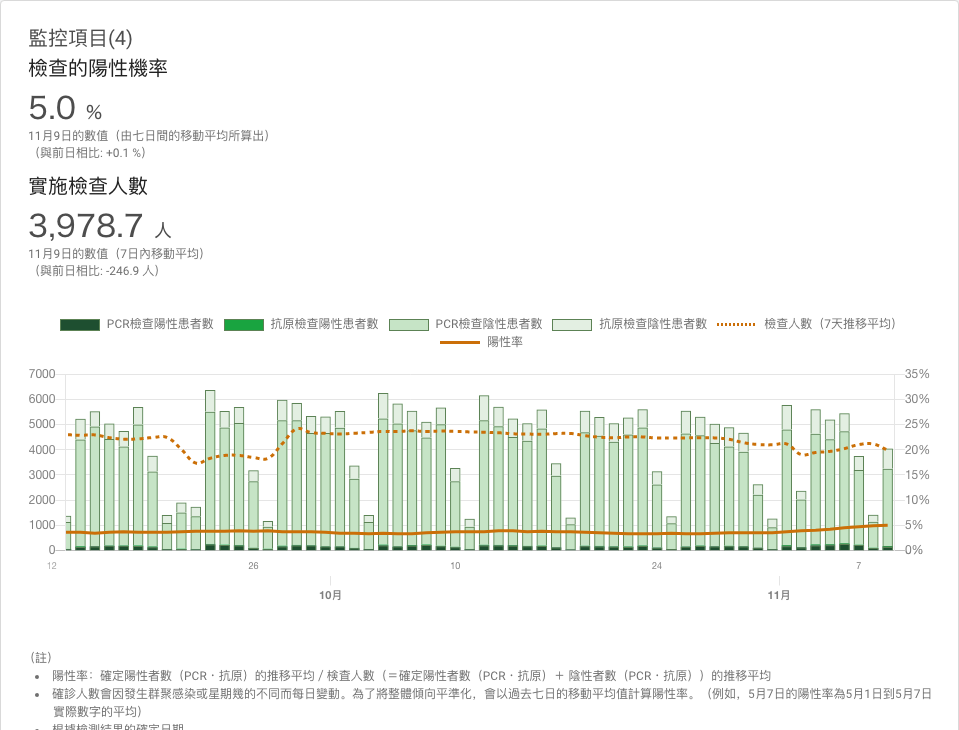 監控項目(4)
檢查的陽性機率
5.0 %
11月9日的數值（由七日間的移動平均所算出）
（與前日相比: +0.1 %）
實施檢查人數
3,978.7 人
11月9日的數值（7日內移動平均）
（與前日相比: -246.9 人）
PCR檢查陽性患者數 抗原檢查陽性患者數 PCR檢查陰性患者數 抗原檢查陰性患者數 檢查人數（7天推移平均）
陽性率
7000 35%
6000 30%
5000 25%
4000 20%
3000 15%
2000 10%
1000 5%
0 0%
12 26 10 24 7
10月 11月
（註）
• 陽性率：確定陽性者數（PCR・抗原）的推移平均 / 検査人數（＝確定陽性者數（PCR・抗原）＋ 陰性者數（PCR・抗原））的推移平均
• 確診人數會因發生群聚感染或星期幾的不同而每日變動。為了將整體傾向平準化，會以過去七日的移動平均值計算陽性率。（例如，5月7日的陽性率為5月1日到5月7日
實際數字的平均）
• 根據檢測結果的確定日期